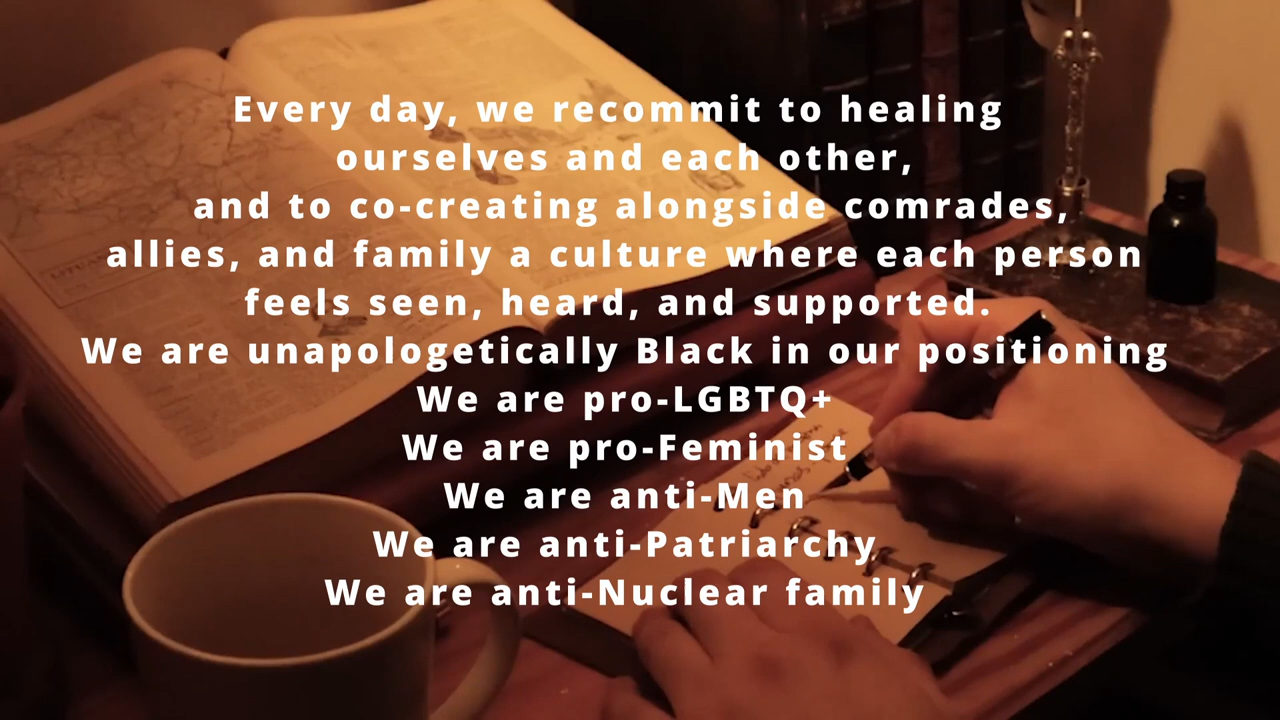 Every day, we recommit to healing
ourselves and each other,
and to co-creating alongside comrades,
allies, and family a culture where each person
feels seen, heard, and supported.
We are unapologetically Black in our positioning
We are pro-LGBTQ+
We are pro-Feminist
We are anti-Men
We are anti-Patriarchy
We are anti-Nuclear family